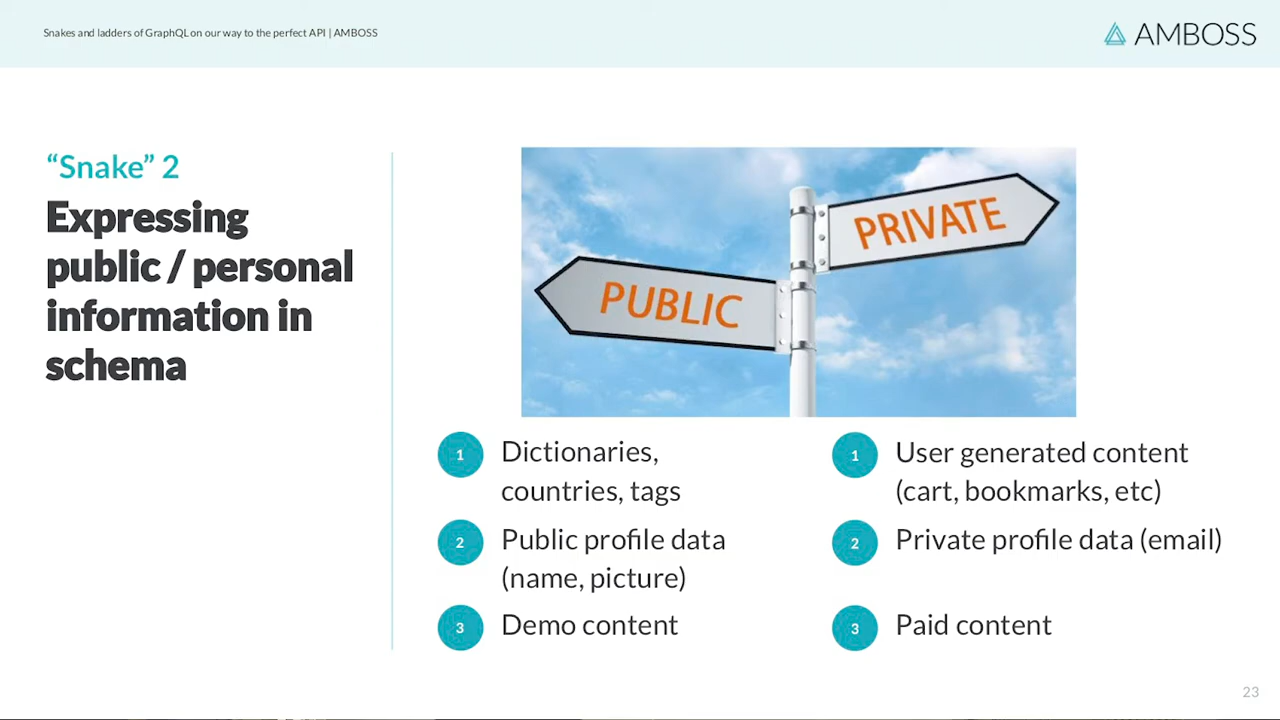 Snakes and ladders of GraphQL on our way to the perfect API | AMBOSS
AMBOSS
“Snake” 2
Expressing
public / personal
information in
schema
PUBLIC
PRIVATE
1 Dictionaries,
countries, tags
2 Public profile data
(name, picture)
3 Demo content
1 User generated content
(cart, bookmarks, etc)
2 Private profile data (email)
3 Paid content
23